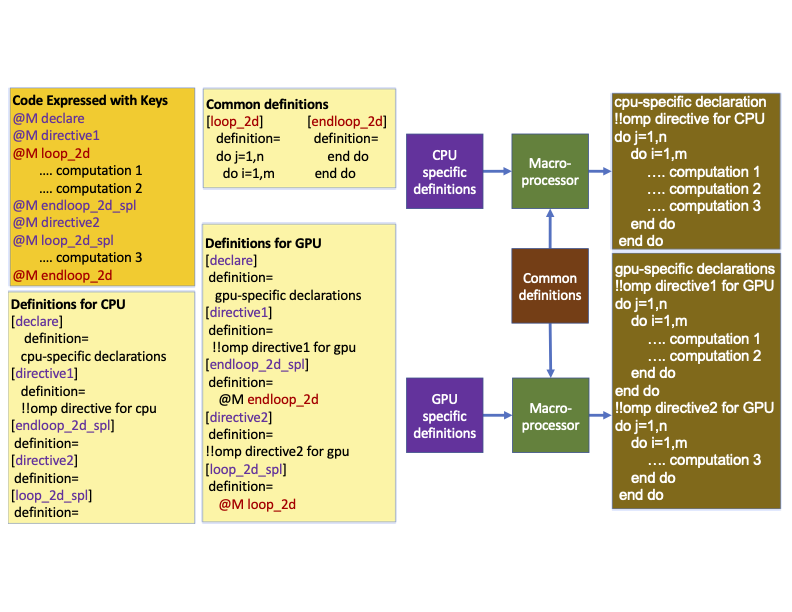 Code Expressed with Keys
@M declare
@M directive1
@M loop_2d
.... computation 1
.... computation 2
@M endloop_2d_spl
@M directive2
@M loop_2d_spl
.... computation 3
@M endloop_2d
Definitions for CPU
[declare]
definition=
cpu-specific declarations
[directive1]
definition=
!!omp directive for cpu
[endloop_2d_spl]
definition=
[directive2]
definition=
[loop_2d_spl]
definition=
Common definitions
[loop_2d] [endloop_2d]
definition= definition=
do j=1,n end do
do i=1,m end do
Definitions for GPU
[declare]
definition=
gpu-specific declarations
[directive1]
definition=
!!omp directive1 for gpu
[endloop_2d_spl]
definition=
@M endloop_2d
[directive2]
definition=
!!omp directive2 for gpu
[loop_2d_spl]
definition=
@M loop_2d
CPU
specific
definitions
Macro-
processor
Common
definitions
GPU
specific
definitions
Macro-
processor
cpu-specific declaration
!!omp directive for CPU
do j=1,n
do i=1,m
.... computation 1
.... computation 2
.... computation 3
end do
end do
gpu-specific declarations
!!omp directive1 for GPU
do j=1,n
do i=1,m
.... computation 1
.... computation 2
end do
end do
!!omp directive2 for GPU
do j=1,n
do i=1,m
.... computation 3
end do
end do